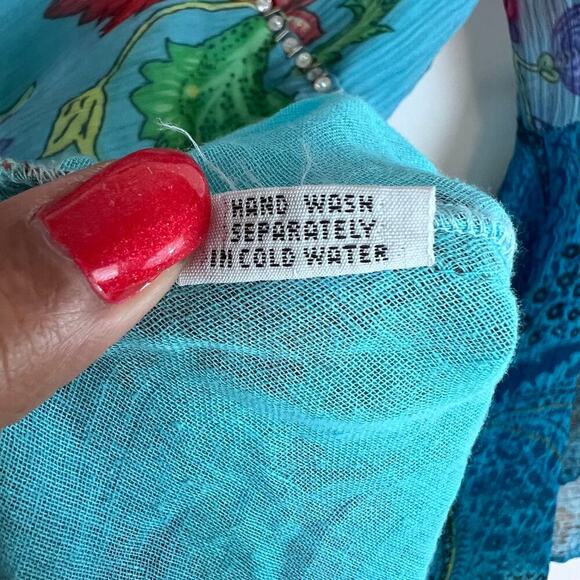 HAND WASH
SEPARATELY
IN COLD WATER